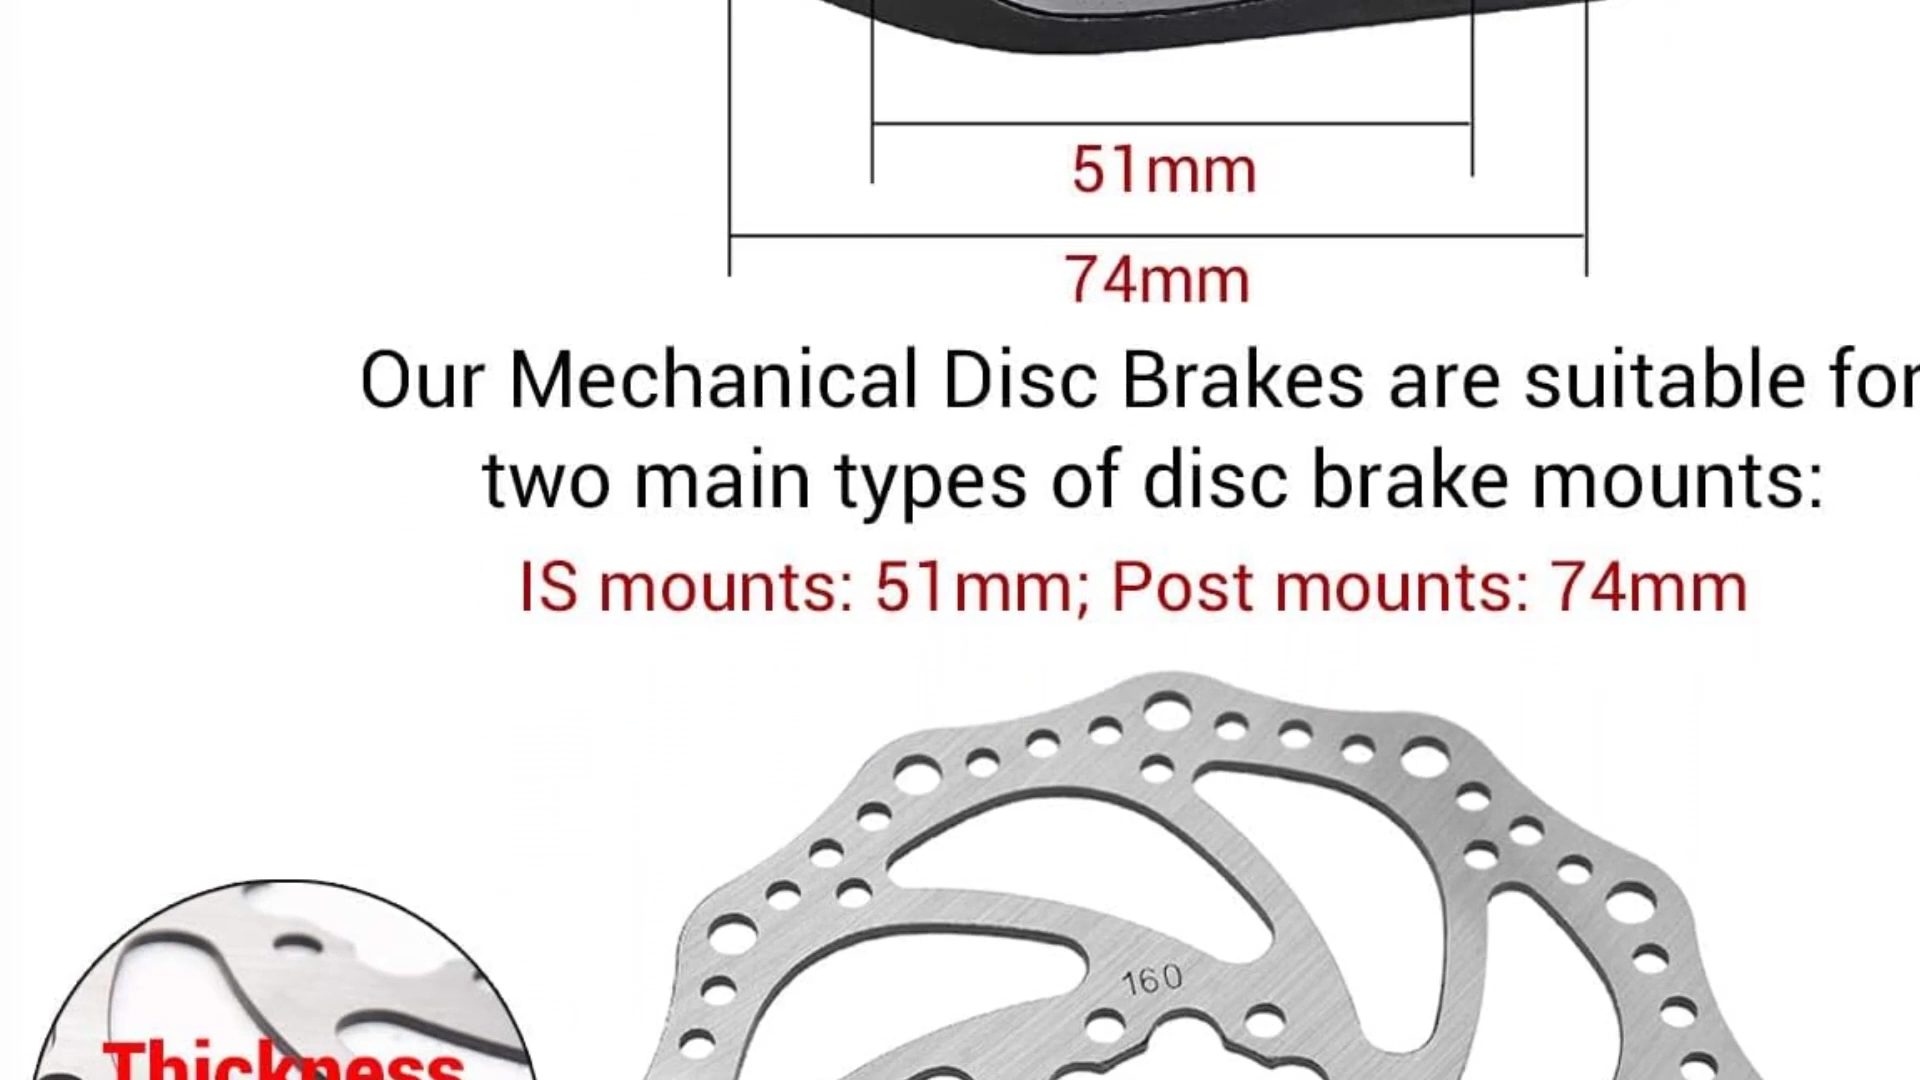 51mm
74mm
Our Mechanical Disc Brakes are suitable for
two main types of disc brake mounts:
IS mounts: 51mm; Post mounts: 74mm
160
Thickness